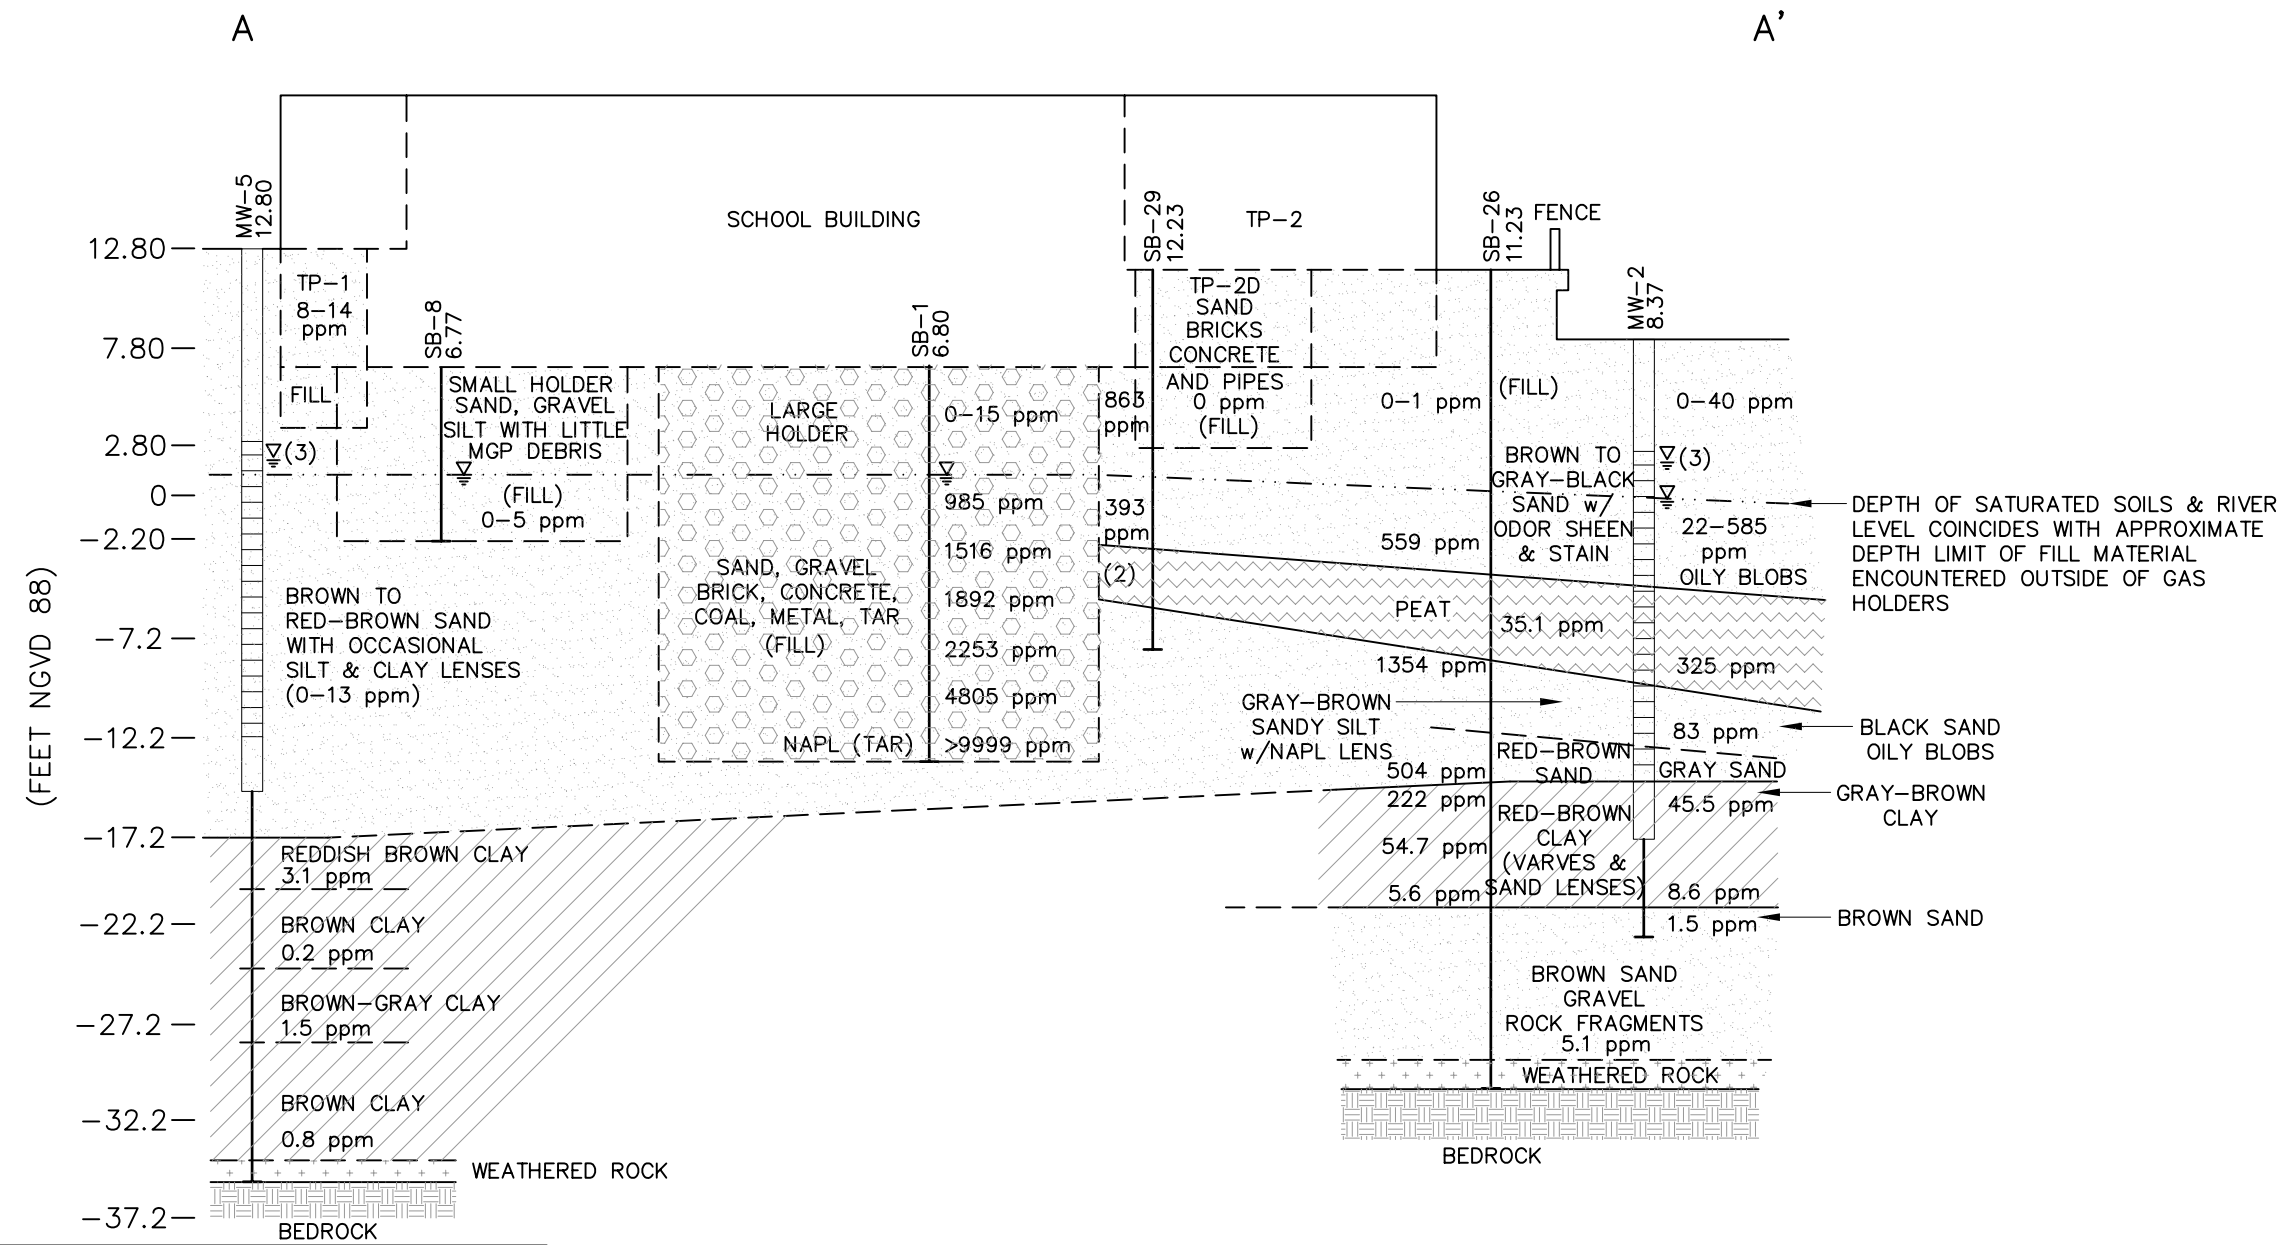 A
A'
MW-5
12.80
SCHOOL BUILDING
SB-29
12.23
TP-2
SB-26
11.23
FENCE
MW-2
8.37
12.80
7.80
2.80
0
-2.20
-7.2
-12.2
-17.2
-22.2
-27.2
-32.2
-37.2
(FEET NGVD 88)
TP-1
8-14
ppm
FILL
(3)
SB-8
6.77
SMALL HOLDER
SAND, GRAVEL
SILT WITH LITTLE
MGP DEBRIS
(FILL)
0-5 ppm
BROWN TO
RED-BROWN SAND
WITH OCCASIONAL
SILT & CLAY LENSES
(0-13 ppm)
SB-1
6.80
LARGE
HOLDER
SAND, GRAVEL
BRICK, CONCRETE,
COAL, METAL, TAR
(FILL)
NAPL (TAR)
0-15 ppm
985 ppm
1516 ppm
1892 ppm
2253 ppm
4805 ppm
>9999 ppm
863
ppm
393
ppm
(2)
TP-2D
SAND
BRICKS
CONCRETE
AND PIPES
0 ppm
(FILL)
0-1 ppm
559 ppm
(FILL)
BROWN TO
GRAY-BLACK
SAND w/
ODOR SHEEN
& STAIN
0-40 ppm
(3)
22-585
ppm
OILY BLOBS
DEPTH OF SATURATED SOILS & RIVER
LEVEL COINCIDES WITH APPROXIMATE
DEPTH LIMIT OF FILL MATERIAL
ENCOUNTERED OUTSIDE OF GAS
HOLDERS
PEAT
35.1 ppm
1354 ppm
325 ppm
GRAY-BROWN
SANDY SILT
w/NAPL LENS
83 ppm
BLACK SAND
OILY BLOBS
RED-BROWN
SAND
504 ppm
GRAY SAND
222 ppm
45.5 ppm
GRAY-BROWN
CLAY
RED-BROWN
CLAY
(VARVES &
SAND LENSES)
54.7 ppm
5.6 ppm
8.6 ppm
1.5 ppm
BROWN SAND
REDDISH BROWN CLAY
3.1 ppm
BROWN CLAY
0.2 ppm
BROWN-GRAY CLAY
1.5 ppm
BROWN CLAY
0.8 ppm
WEATHERED ROCK
BEDROCK
BROWN SAND
GRAVEL
ROCK FRAGMENTS
5.1 ppm
WEATHERED ROCK
BEDROCK